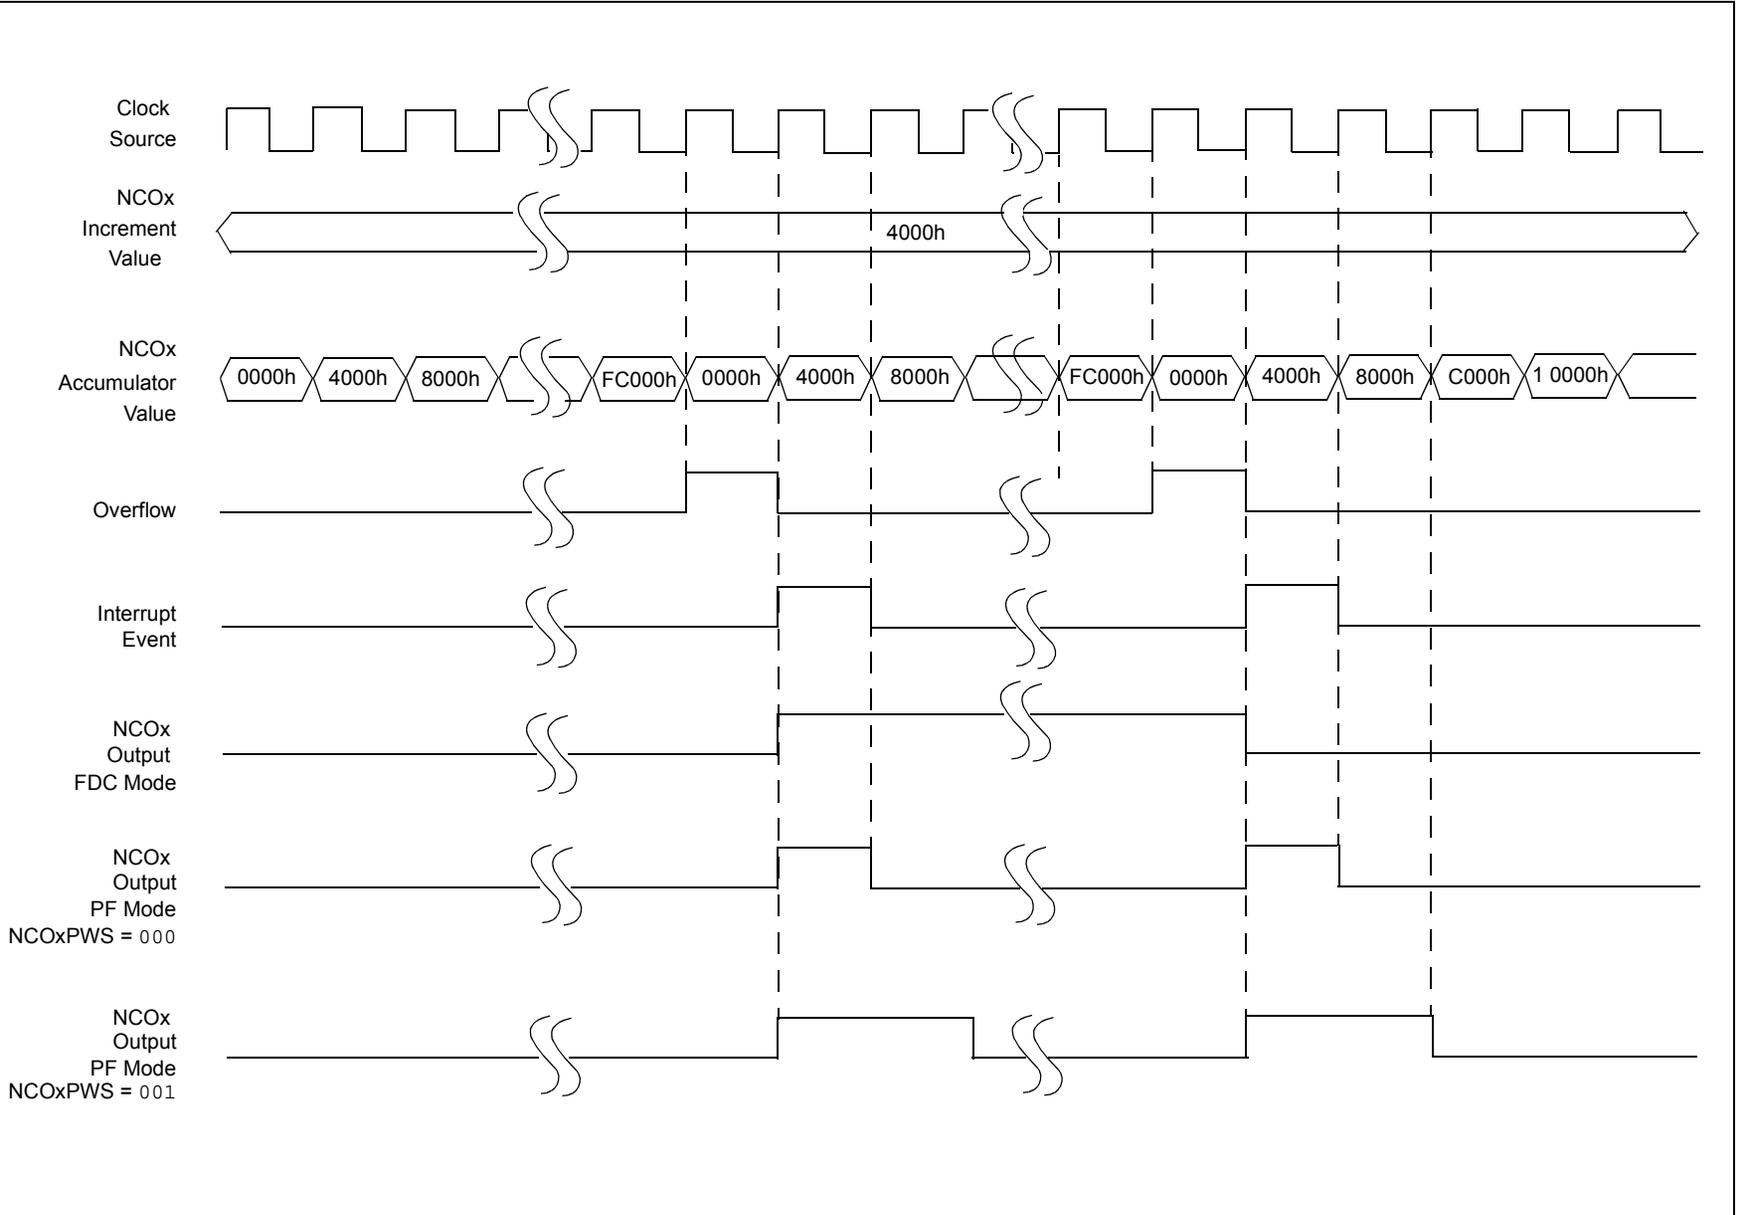 Clock
Source
NCOx
Increment
Value
4000h
NCOx
Accumulator
Value
0000h 4000h 8000h FC000h 0000h 4000h 8000h FC000h 0000h 4000h 8000h C000h 1 0000h
Overflow
Interrupt
Event
NCOx
Output
FDC Mode
NCOx
Output
PF Mode
NCOxPWS = 000
NCOx
Output
PF Mode
NCOxPWS = 001